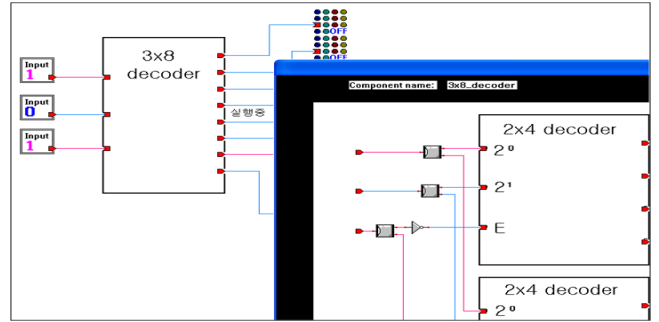 OFF
OFF
Input
1
Input
0
Input
1
3x8
decoder
실행중
Component name: 3x8_decoder
2x4 decoder
2⁰
2¹
E
2x4 decoder
2⁰